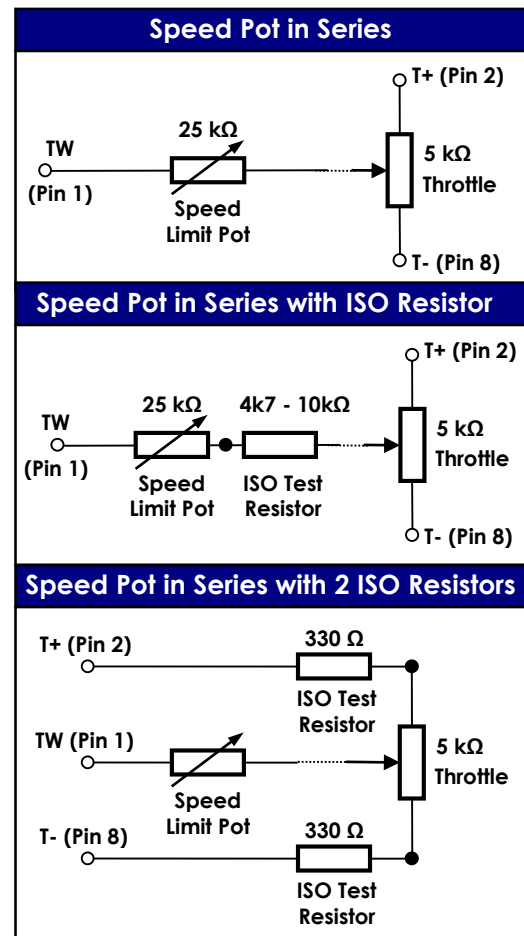 Speed Pot in Series
T+ (Pin 2)
25 kΩ
TW
(Pin 1)
Speed
Limit Pot
5 kΩ
Throttle
T- (Pin 8)
Speed Pot in Series with ISO Resistor
T+ (Pin 2)
25 kΩ
4k7 - 10kΩ
TW
(Pin 1)
Speed
Limit Pot
ISO Test
Resistor
5 kΩ
Throttle
T- (Pin 8)
Speed Pot in Series with 2 ISO Resistors
T+ (Pin 2)
330 Ω
ISO Test
Resistor
TW (Pin 1)
Speed
Limit Pot
5 kΩ
Throttle
T- (Pin 8)
330 Ω
ISO Test
Resistor